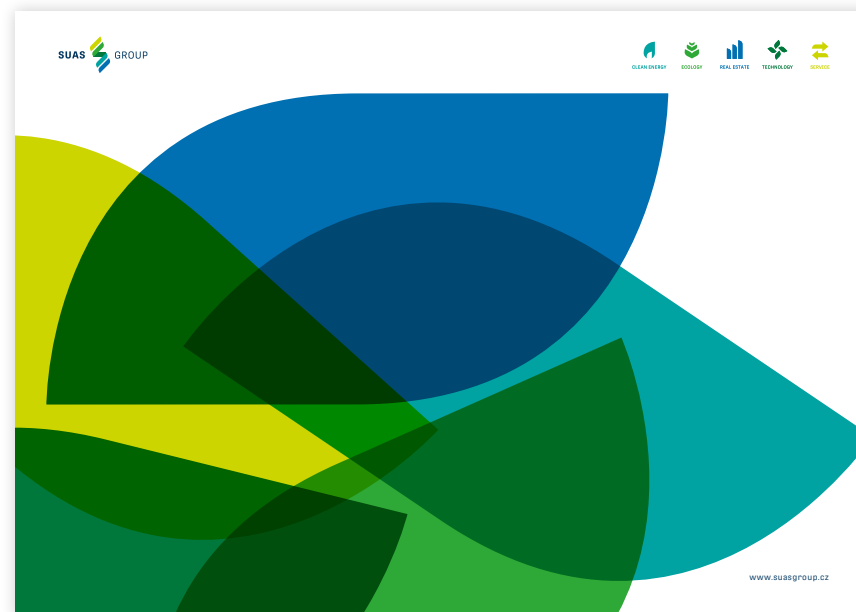 SUAS GROUP
CLEAN ENERGY ECOLOGY REAL ESTATE TECHNOLOGY SERVICE
www.suasgroup.cz